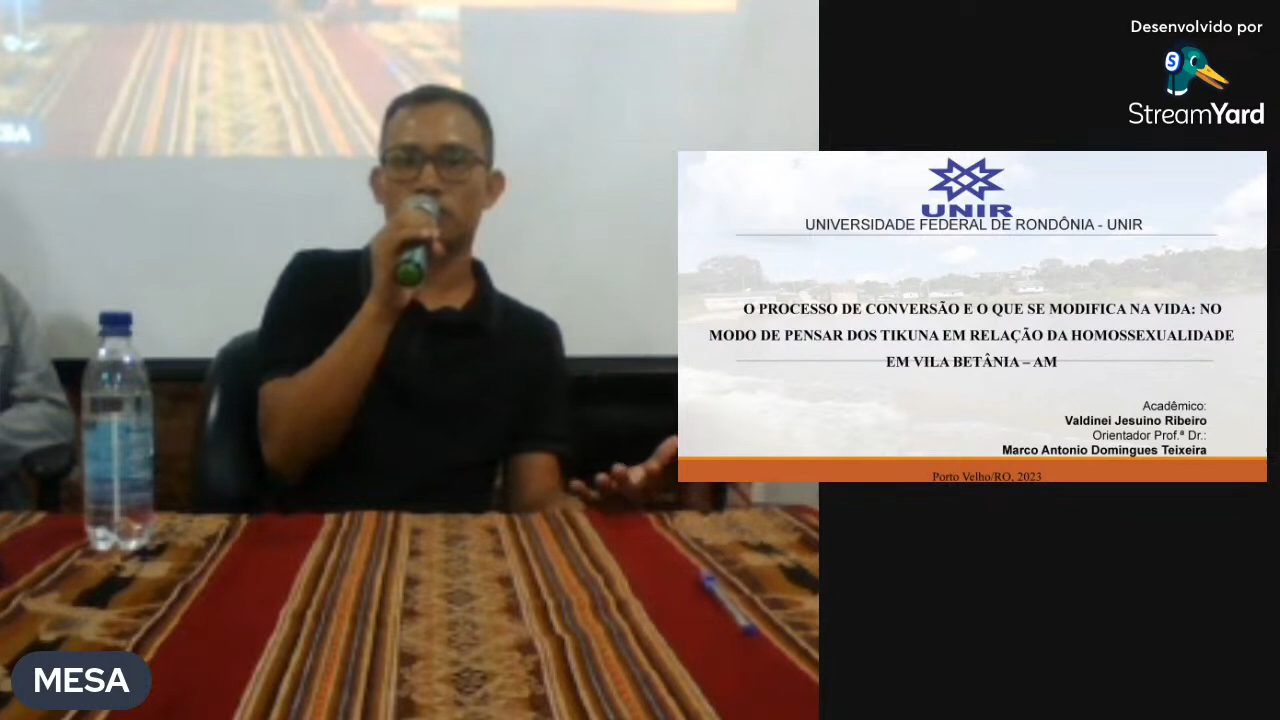 Desenvolvido por
StreamYard
UNIR
UNIVERSIDADE FEDERAL DE RONDÔNIA - UNIR
O PROCESSO DE CONVERSÃO E O QUE SE MODIFICA NA VIDA: NO
MODO DE PENSAR DOS TIKUNA EM RELAÇÃO DA HOMOSSEXUALIDADE
EM VILA BETÂNIA – AM
Acadêmico:
Valdinei Jesuino Ribeiro
Orientador Prof.ª Dr.:
Marco Antonio Domingues Teixeira
Porto Velho/RO, 2023
MESA